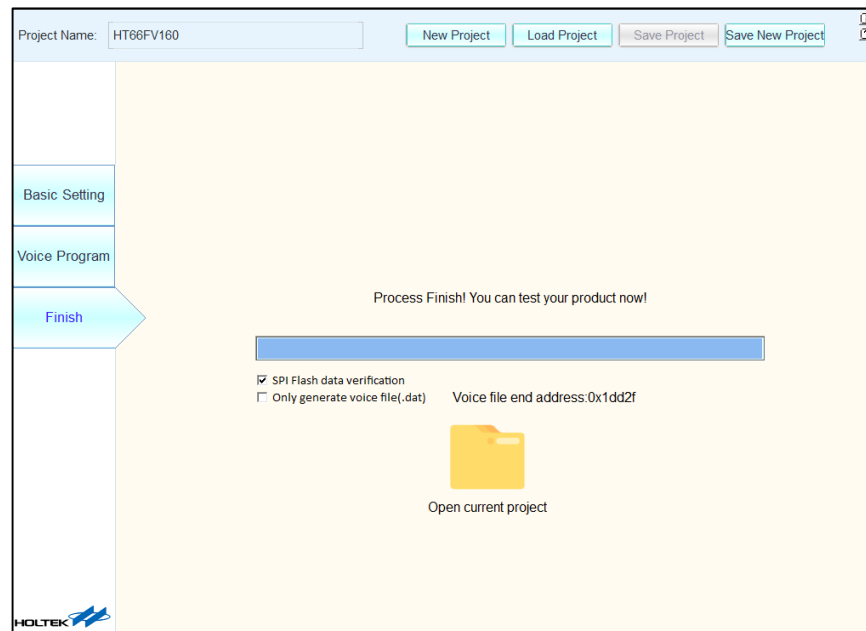 Project Name: HT66FV160 New Project Load Project Save Project Save New Project
Basic Setting
Voice Program
Finish
Process Finish! You can test your product now!
SPI Flash data verification
Only generate voice file(.dat) Voice file end address:0x1dd2f
Open current project
HOLTEK